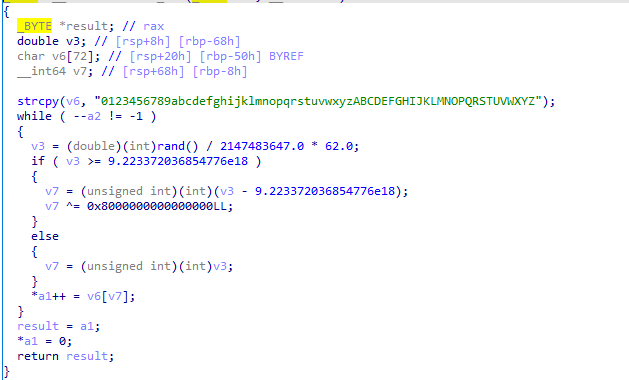 {
_BYTE *result; // rax
double v3; // [rsp+8h] [rbp-68h]
char v6[72]; // [rsp+20h] [rbp-50h] BYREF
__int64 v7; // [rsp+68h] [rbp-8h]
strcpy(v6, "0123456789abcdefghijklmnopqrstuvwxyzABCDEFGHIJKLMNOPQRSTUVWXYZ");
while ( --a2 != -1 )
{
v3 = (double)(int)rand() / 2147483647.0 * 62.0;
if ( v3 >= 9.223372036854776e18 )
{
v7 = (unsigned int)(int)(v3 - 9.223372036854776e18);
v7 ^= 0x8000000000000000LL;
}
else
{
v7 = (unsigned int)(int)v3;
}
*a1++ = v6[v7];
}
result = a1;
*a1 = 0;
return result;
}